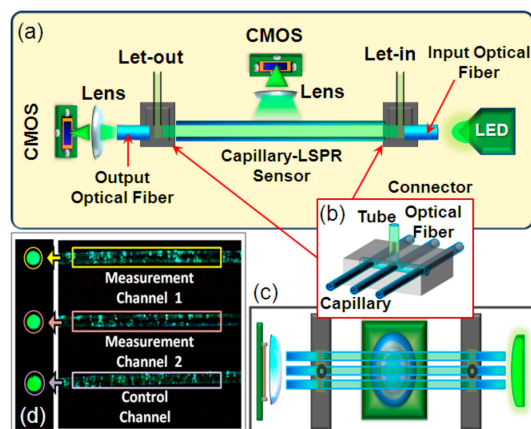 (a)
CMOS
Let-out
Let-in
Input Optical
Fiber
Lens
Lens
CMOS
LED
Capillary-LSPR
Sensor
Output
Optical Fiber
Connector
(b)
Tube
Optical
Fiber
Capillary
(c)
Measurement
Channel 1
Measurement
Channel 2
Control
Channel
(d)